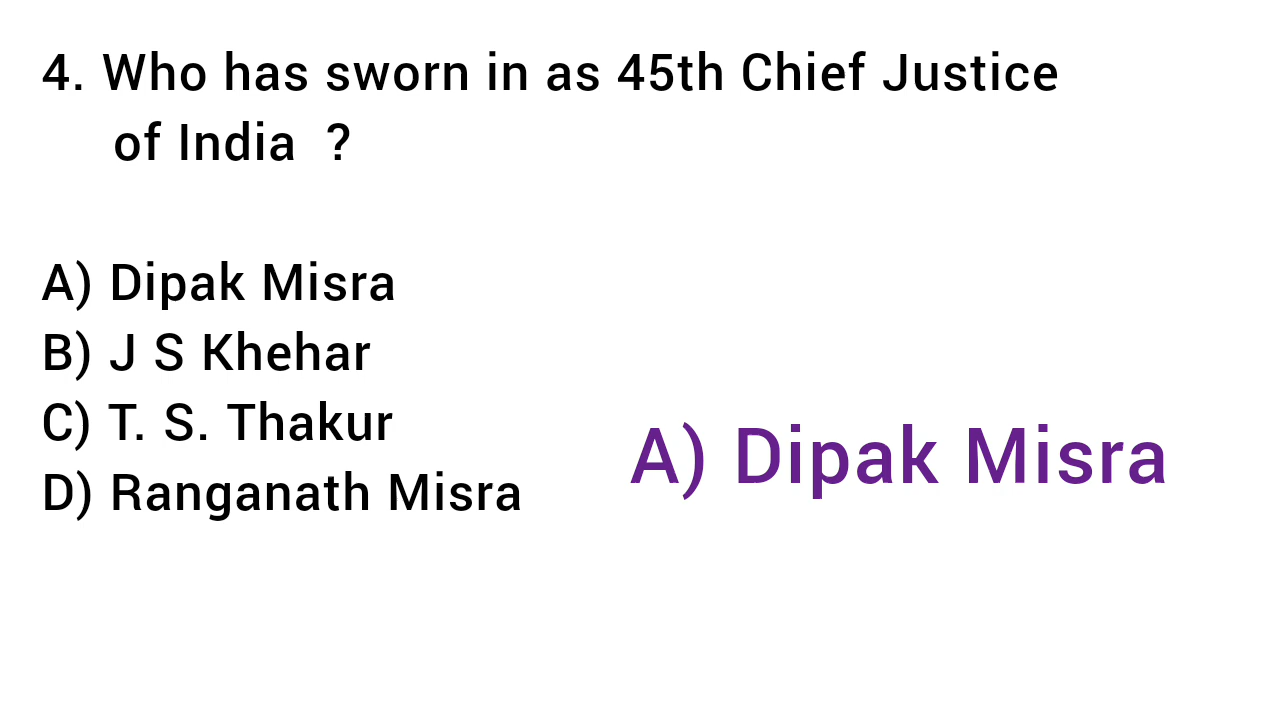 4. Who has sworn in as 45th Chief Justice
of India ?
A) Dipak Misra
B) J S Khehar
C) T. S. Thakur
D) Ranganath Misra
A) Dipak Misra